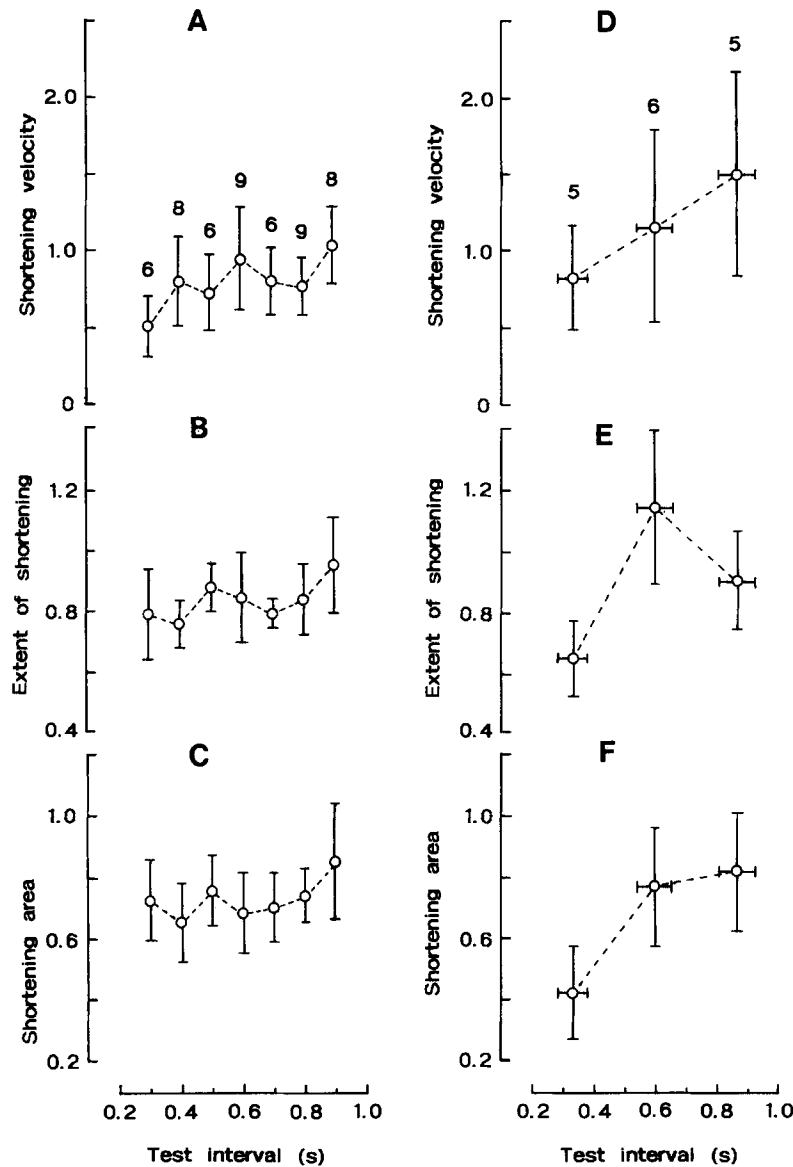 A
Shortening velocity
2.0
1.0
0
6
8
6
9
6
9
8
B
Extent of shortening
1.2
0.8
0.4
C
Shortening area
1.0
0.6
0.2
0.2 0.4 0.6 0.8 1.0
Test interval (s)
D
Shortening velocity
2.0
1.0
0
5
6
5
E
Extent of shortening
1.2
0.8
0.4
F
Shortening area
1.0
0.6
0.2
0.2 0.4 0.6 0.8 1.0
Test interval (s)